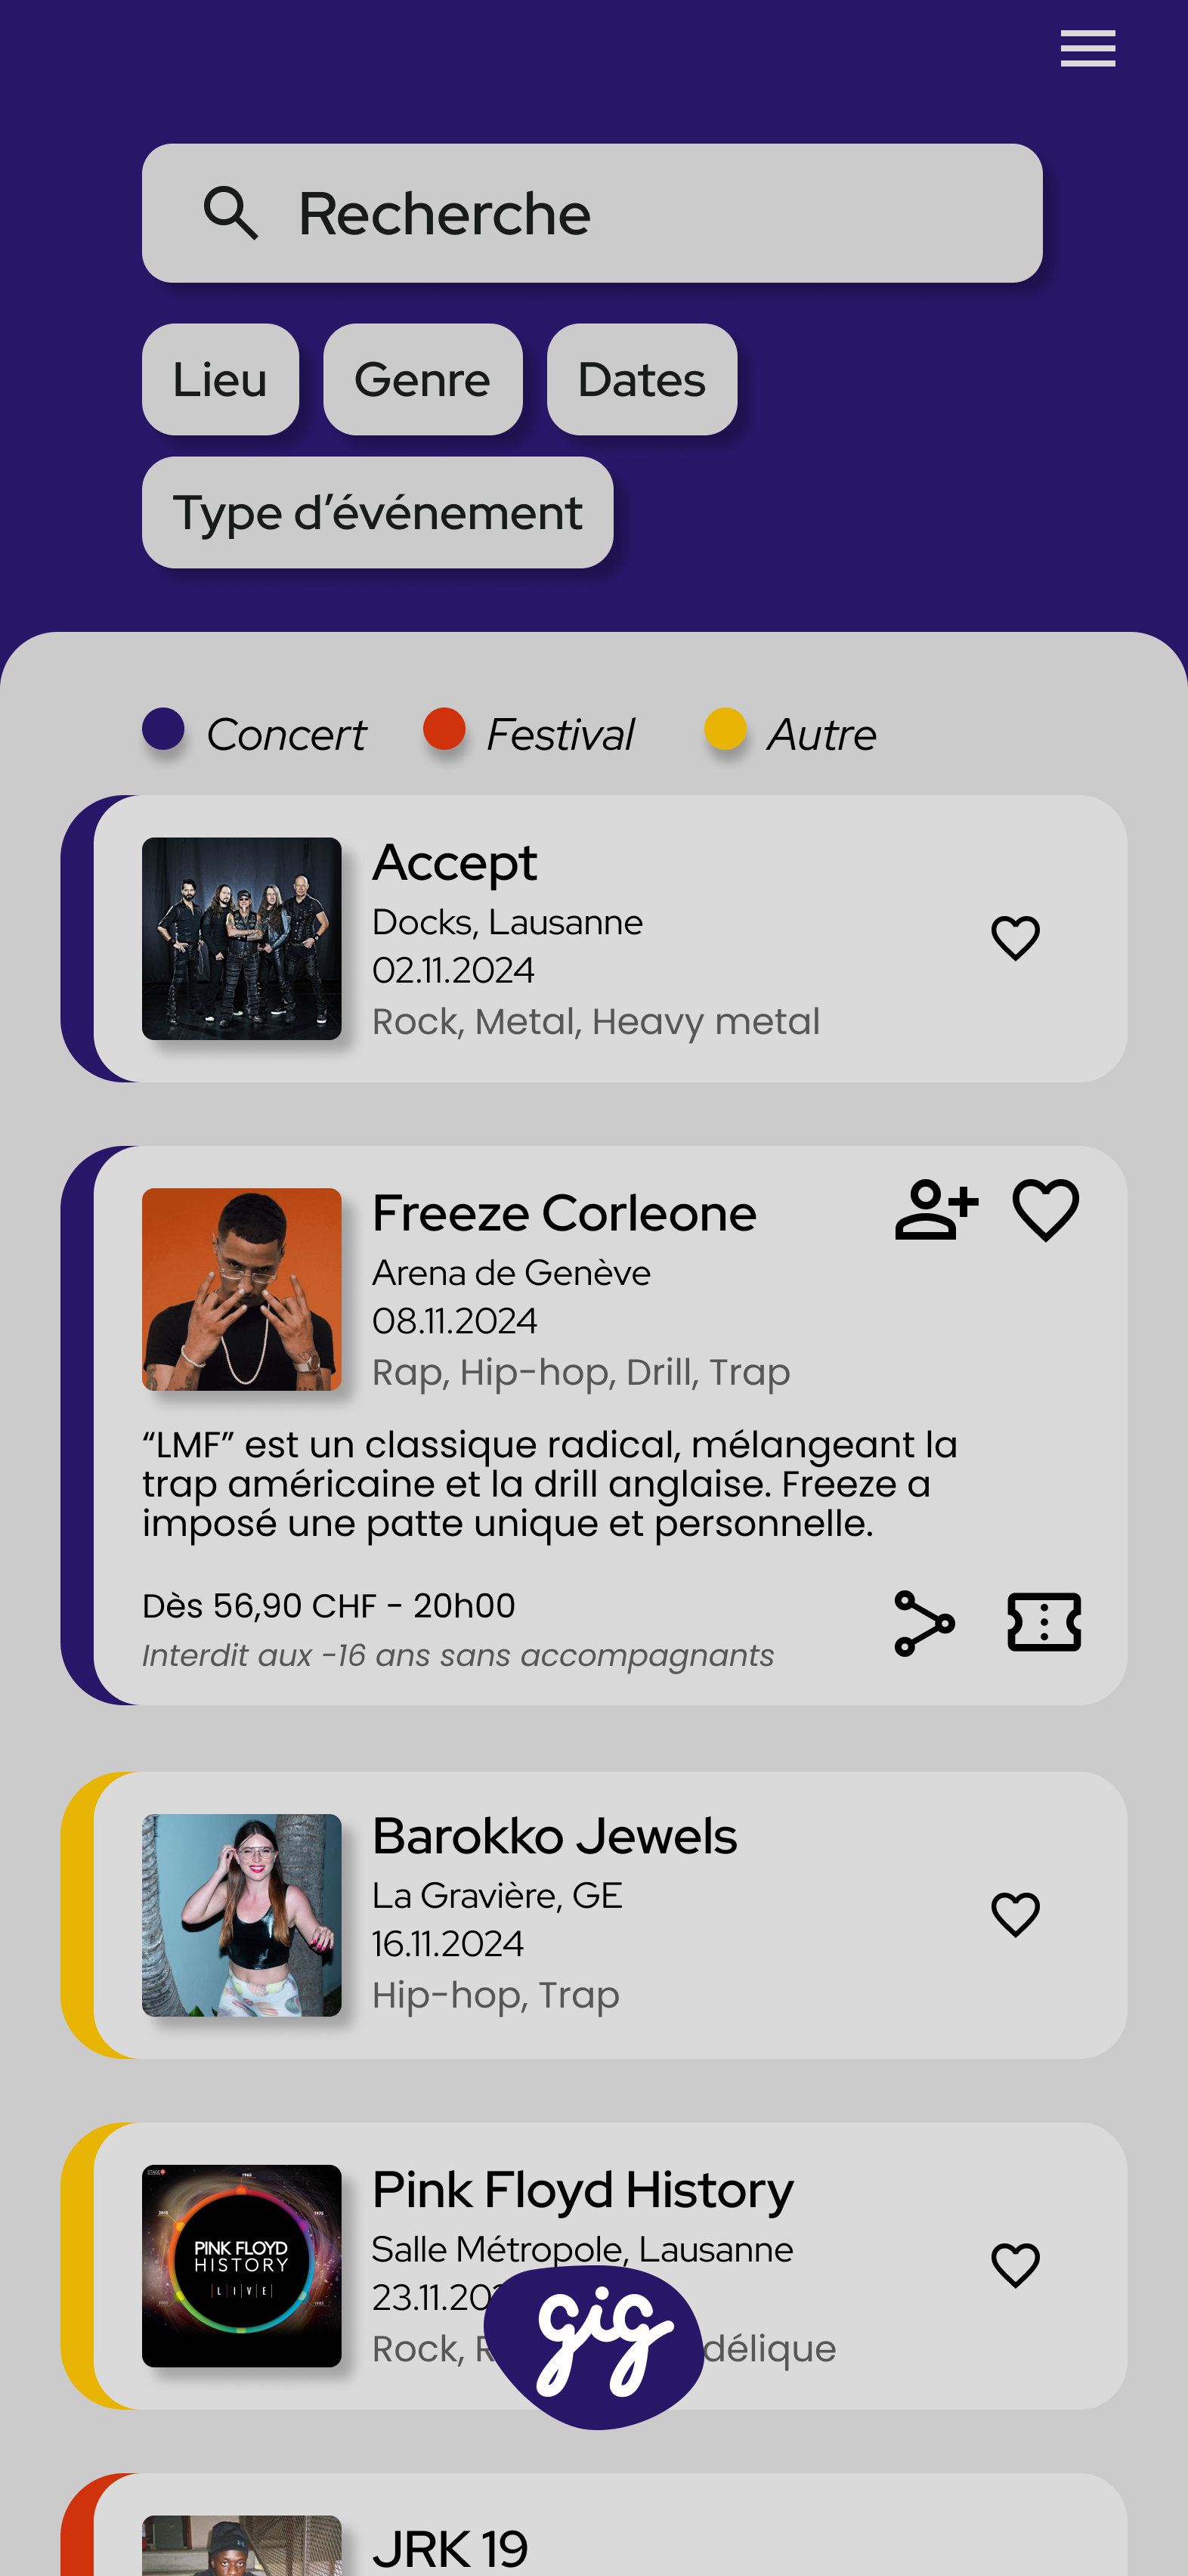 Recherche
Lieu Genre Dates
Type d’événement
Concert Festival Autre
Accept
Docks, Lausanne
02.11.2024
Rock, Metal, Heavy metal
Freeze Corleone
Arena de Genève
08.11.2024
Rap, Hip-hop, Drill, Trap
“LMF” est un classique radical, mélangeant la
trap américaine et la drill anglaise. Freeze a
imposé une patte unique et personnelle.
Dès 56,90 CHF - 20h00
Interdit aux -16 ans sans accompagnants
Barokko Jewels
La Gravière, GE
16.11.2024
Hip-hop, Trap
PINK FLOYD
HISTORY
LIVE
Pink Floyd History
Salle Métropole, Lausanne
23.11.20
Rock, délique
gig
JRK 19